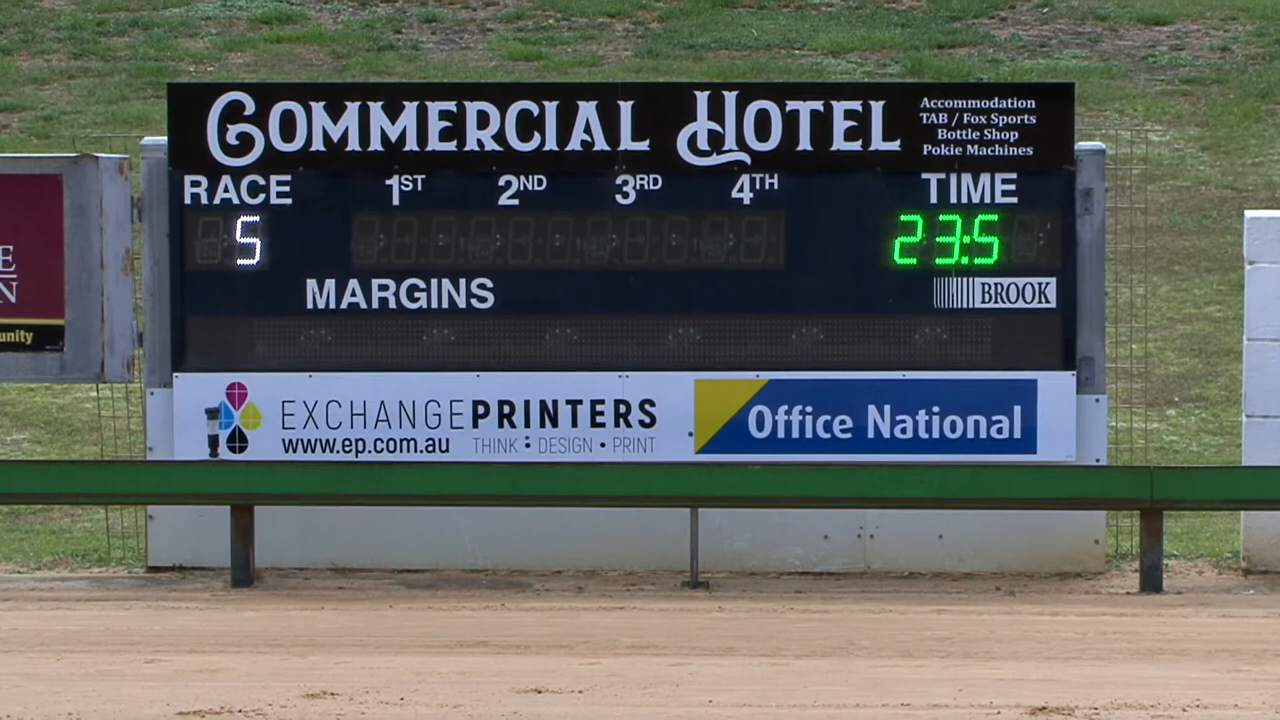 COMMERCIAL HOTEL
Accommodation
TAB / Fox Sports
Bottle Shop
Pokie Machines
RACE 1ST 2ND 3RD 4TH TIME
5 23:5
MARGINS
BROOK
E
N
unity
EXCHANGEPRINTERS
www.ep.com.au THINK • DESIGN • PRINT
Office National